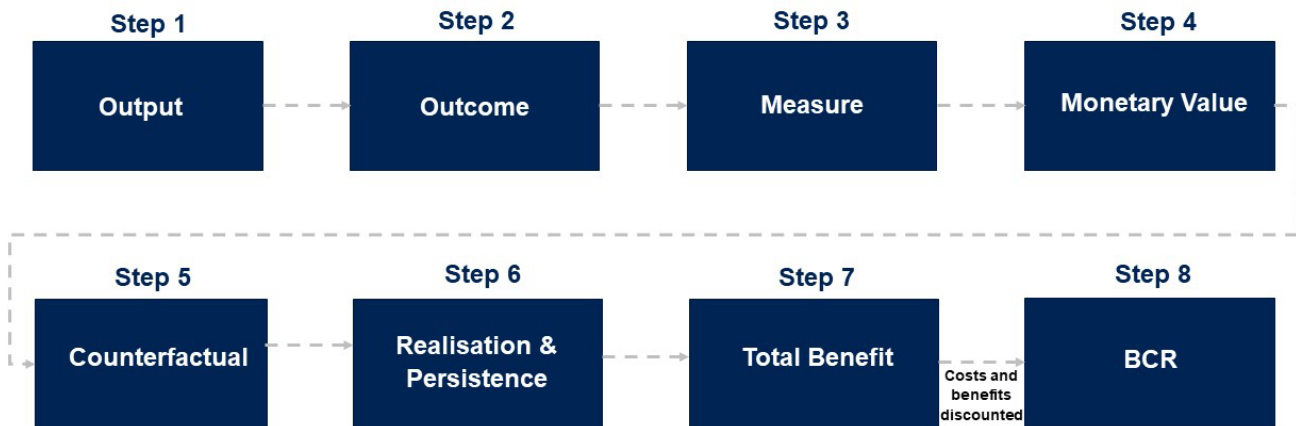 Step 1
Step 2
Step 3
Step 4
Output
Outcome
Measure
Monetary Value
Step 5
Step 6
Step 7
Step 8
Counterfactual
Realisation &
Persistence
Total Benefit
BCR
Costs and
benefits
discounted